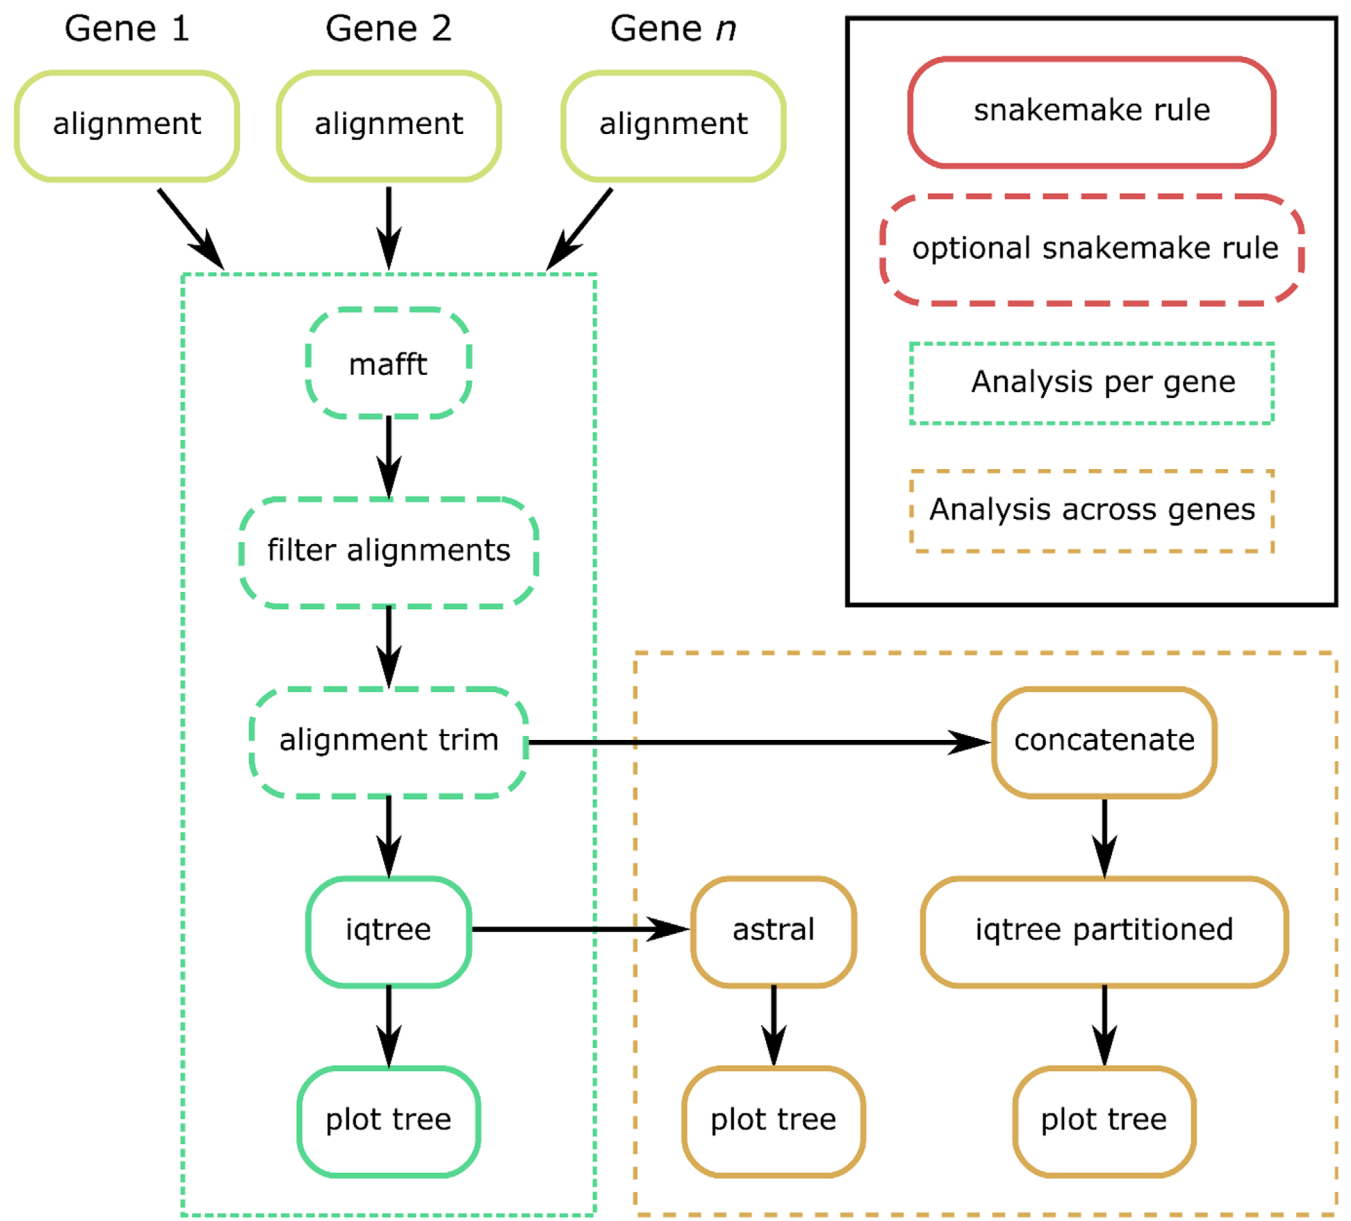 Gene 1
Gene 2
Gene n
alignment
alignment
alignment
snakemake rule
optional snakemake rule
Analysis per gene
Analysis across genes
mafft
filter alignments
alignment trim
iqtree
plot tree
concatenate
astral
iqtree partitioned
plot tree
plot tree